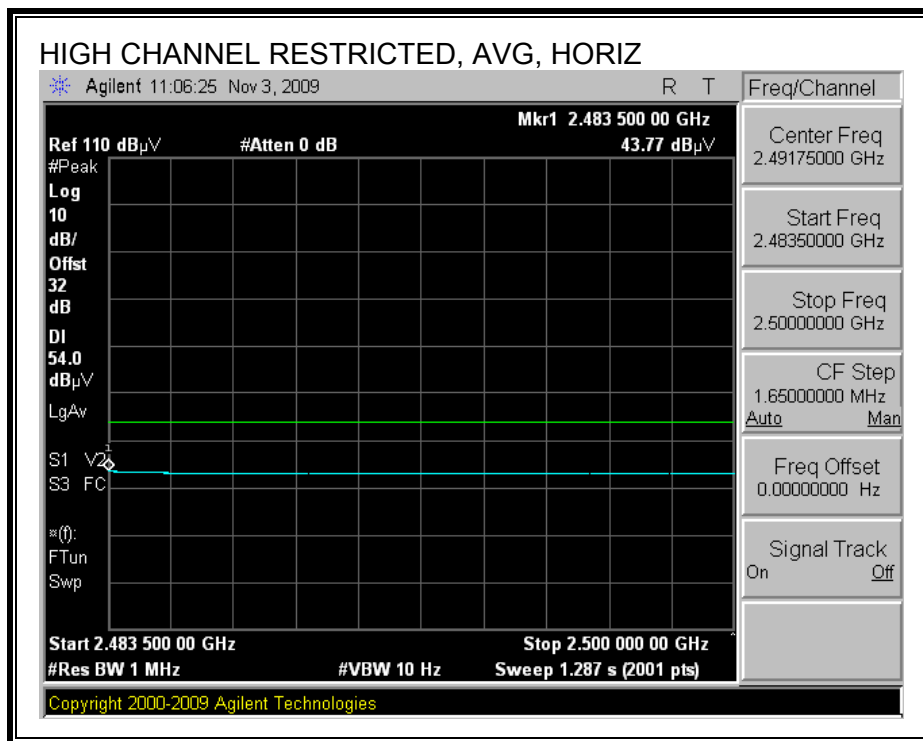 HIGH CHANNEL RESTRICTED, AVG, HORIZ
Agilent 11:06:25 Nov 3, 2009 R T
Mkr1 2.483 500 00 GHz
Ref 110 dBµV #Atten 0 dB 43.77 dBµV
#Peak
Log
10
dB/
Offst
32
dB
DI
54.0
dBµV
LgAv
1
S1 V2
S3 FC
¤(f):
FTun
Swp
Start 2.483 500 00 GHz Stop 2.500 000 00 GHz
#Res BW 1 MHz #VBW 10 Hz Sweep 1.287 s (2001 pts)
Freq/Channel
Center Freq
2.49175000 GHz
Start Freq
2.48350000 GHz
Stop Freq
2.50000000 GHz
CF Step
1.65000000 MHz
Auto Man
Freq Offset
0.00000000 Hz
Signal Track
On Off
Copyright 2000-2009 Agilent Technologies